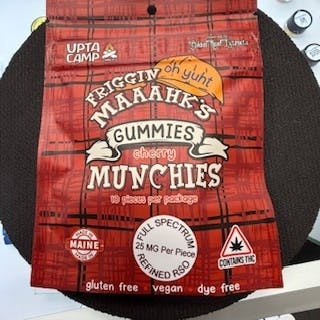 UPTA
CAMP
FRIGGIN
oh yuht
MAAAHK'S
GUMMIES
cherry
MUNCHIES
10 pieces per package
FULL SPECTRUM
25 MG Per Piece
REFINED RSO
MAINE
CONTAINS THC
gluten free · vegan · dye free